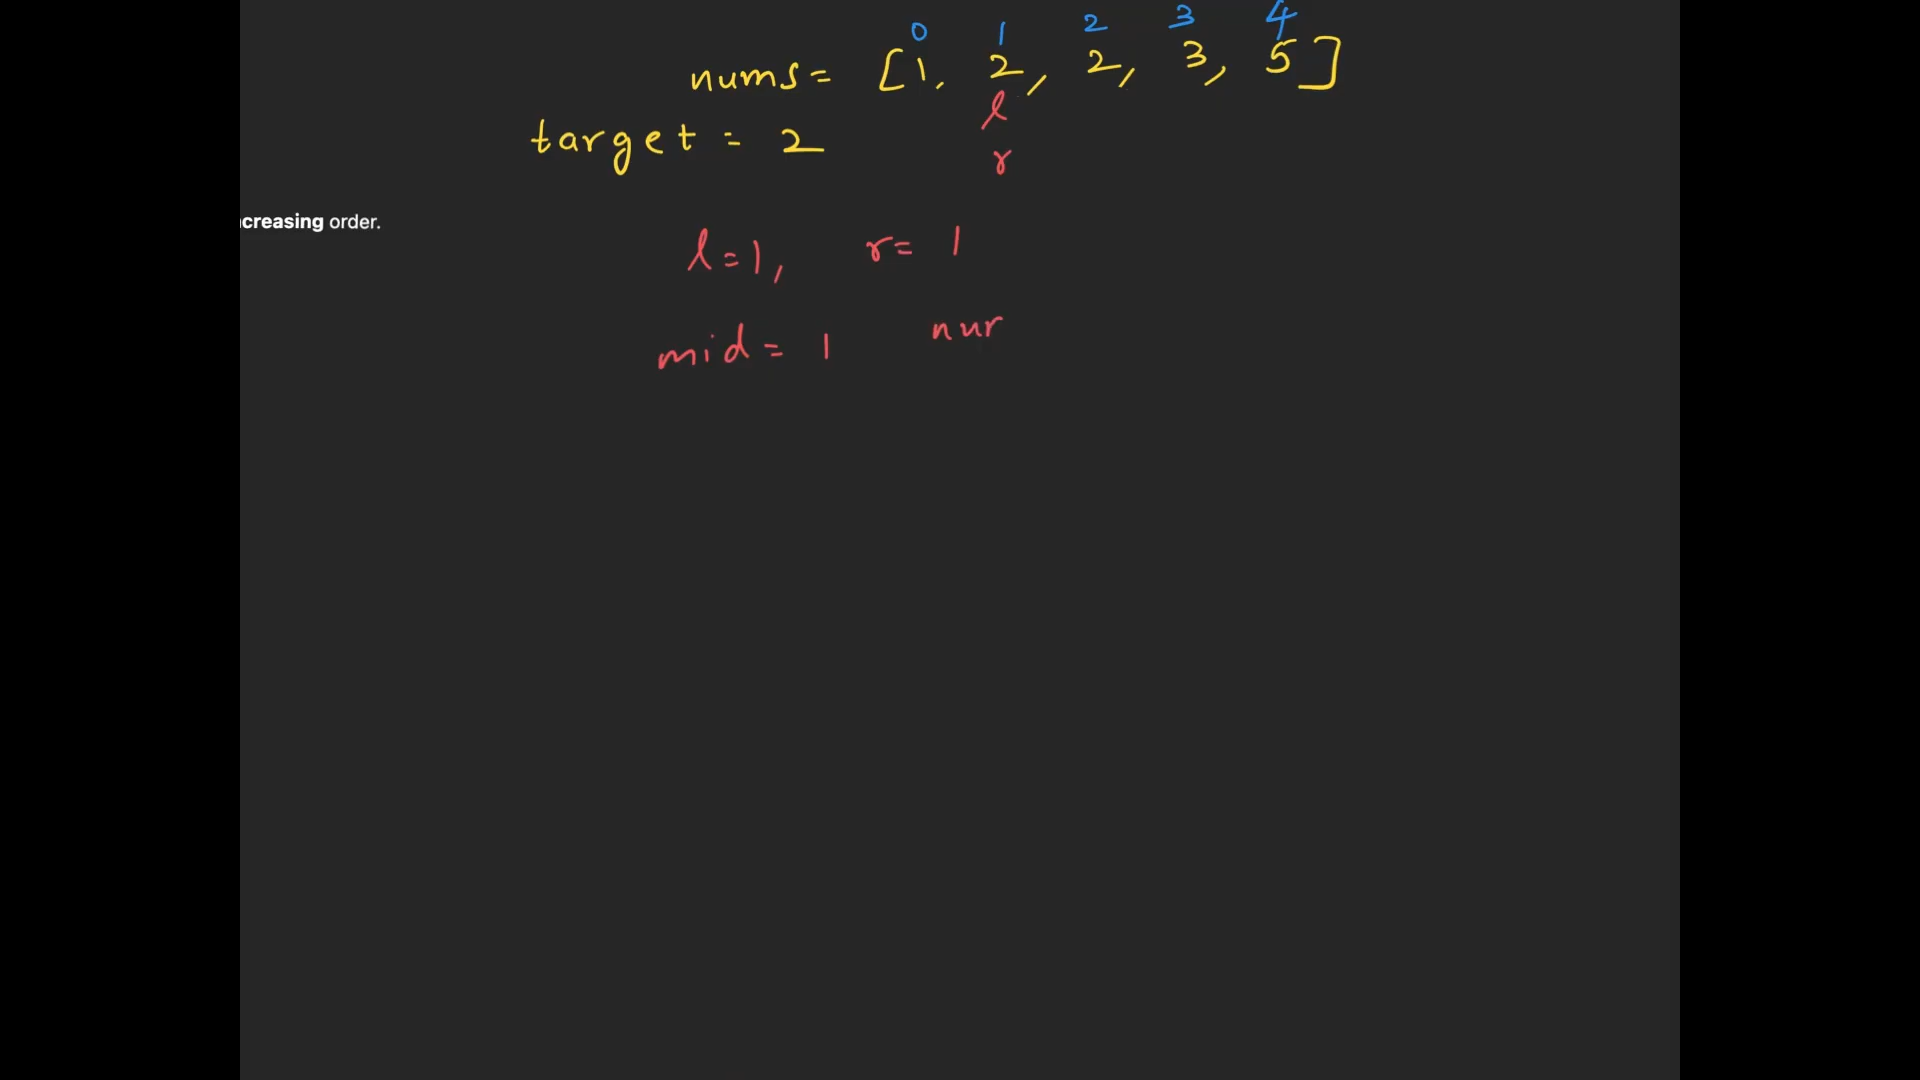 0 1 2 3 4
nums = [1, 2, 2, 3, 5]
l
target = 2
r
creasing order.
l = 1, r = 1
mid = 1 nur